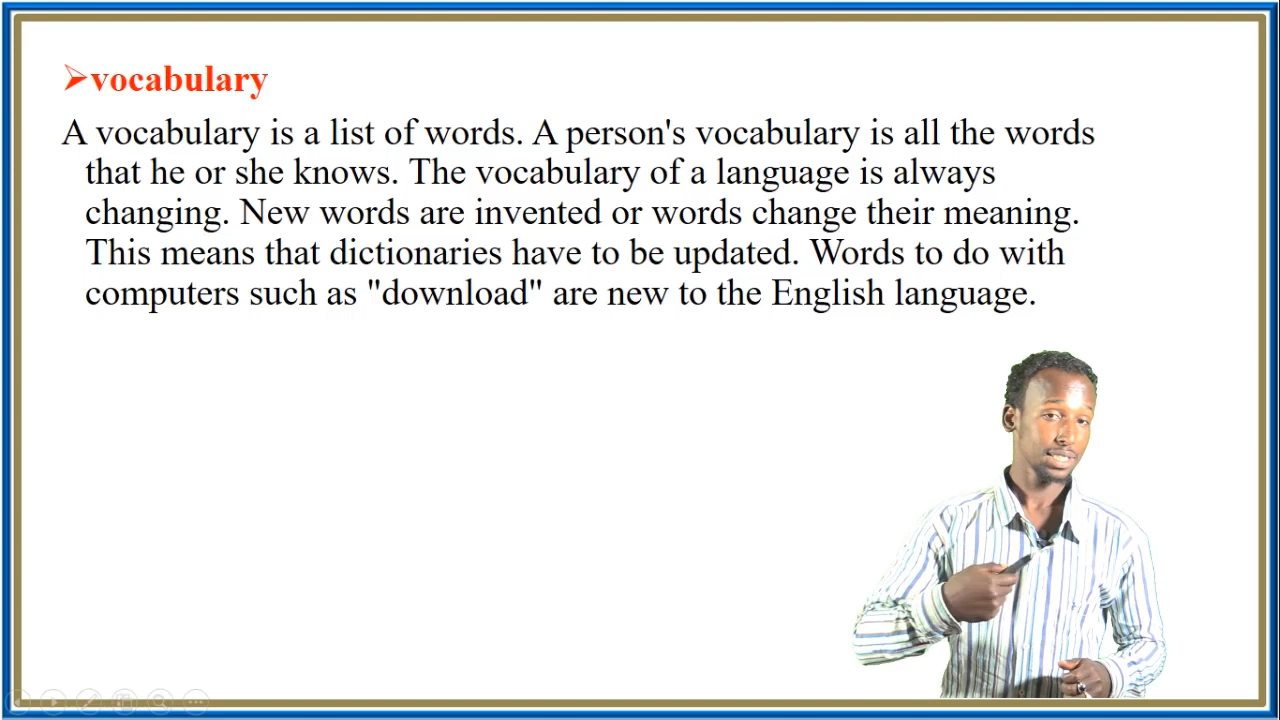 ➢vocabulary
A vocabulary is a list of words. A person's vocabulary is all the words
that he or she knows. The vocabulary of a language is always
changing. New words are invented or words change their meaning.
This means that dictionaries have to be updated. Words to do with
computers such as "download" are new to the English language.